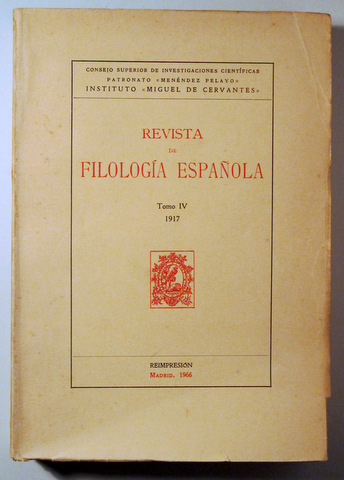 CONSEJO SUPERIOR DE INVESTIGACIONES CIENTÍFICAS
PATRONATO «MENÉNDEZ PELAYO»
INSTITUTO «MIGUEL DE CERVANTES»
REVISTA
DE
FILOLOGÍA ESPAÑOLA
Tomo IV
1917
REIMPRESIÓN
MADRID, 1966